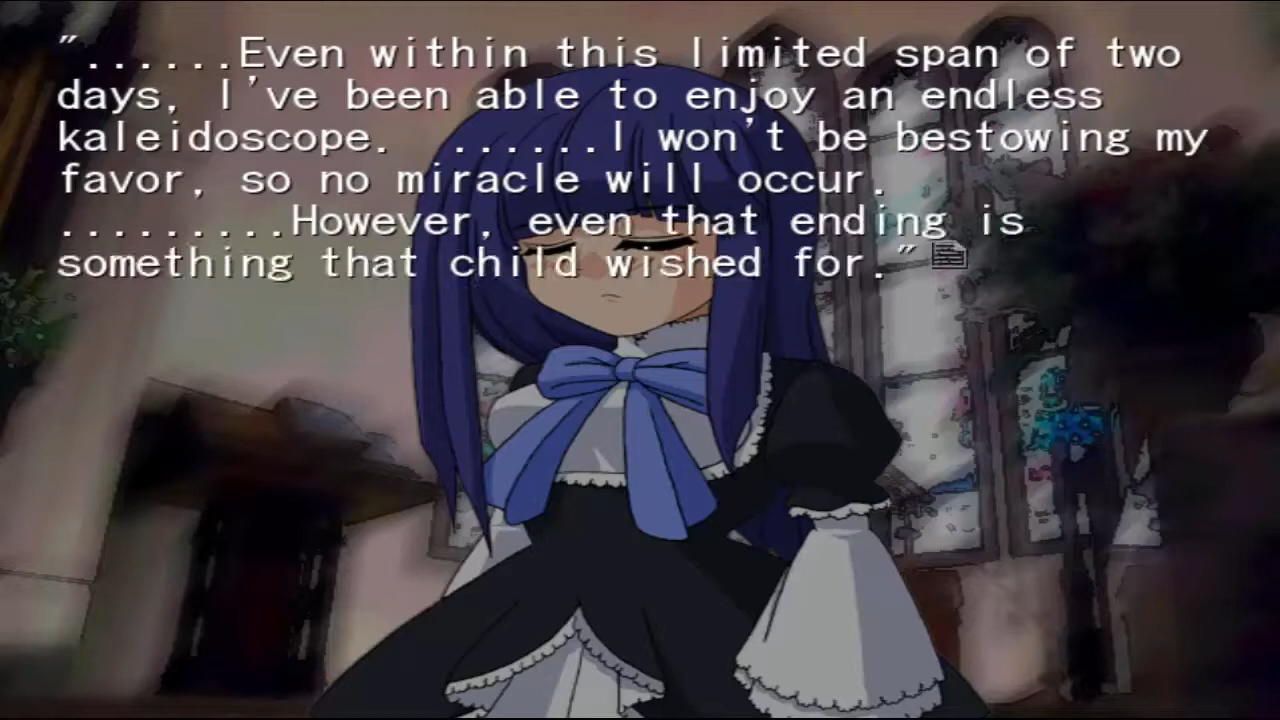 "......Even within this limited span of two
days, I've been able to enjoy an endless
kaleidoscope.  ......I won't be bestowing my
favor, so no miracle will occur.
.........However, even that ending is
something that child wished for."